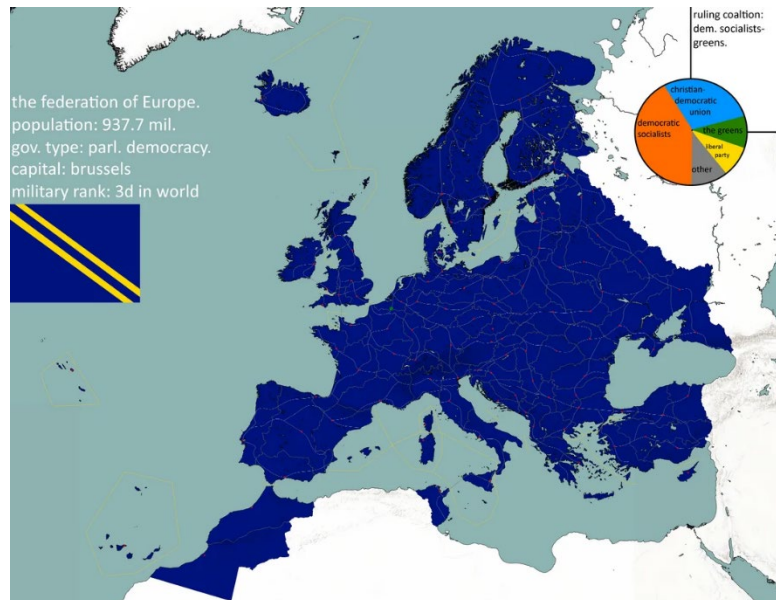 ruling coalition:
dem. socialists-
greens.
the federation of Europe.
population: 937.7 mil.
gov. type: parl. democracy.
capital: brussels
military rank: 3d in world
christian-
democratic
union
democratic
socialists
the greens
liberal
party
other